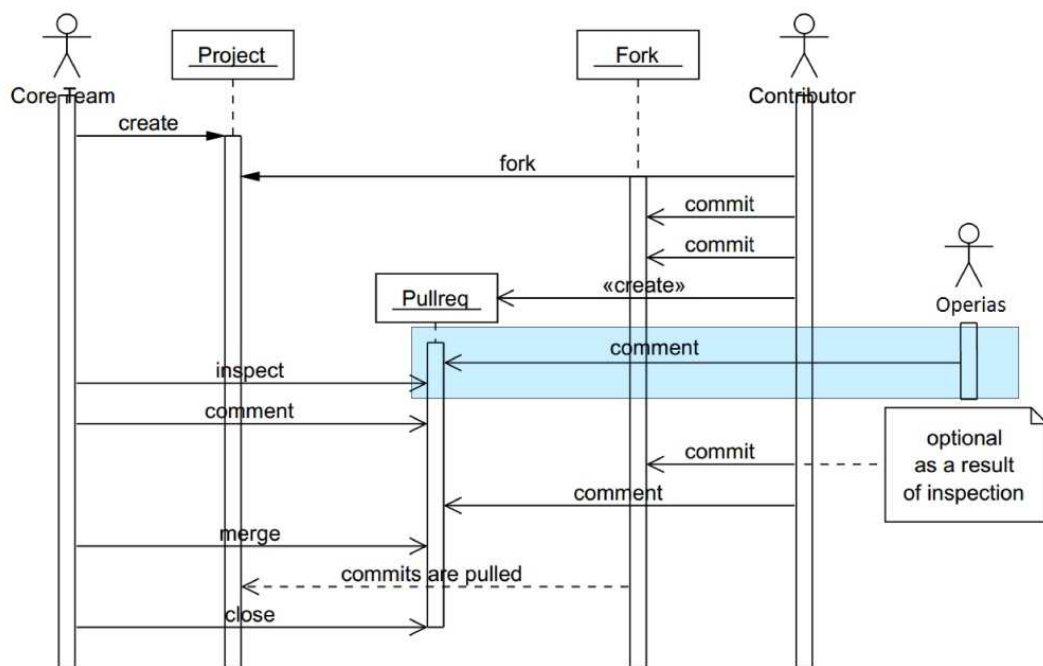 Project
Fork
Core Team
Contributor
create
fork
commit
commit
«create»
Pullreq
Operias
comment
inspect
comment
optional
as a result
of inspection
commit
comment
merge
commits are pulled
close